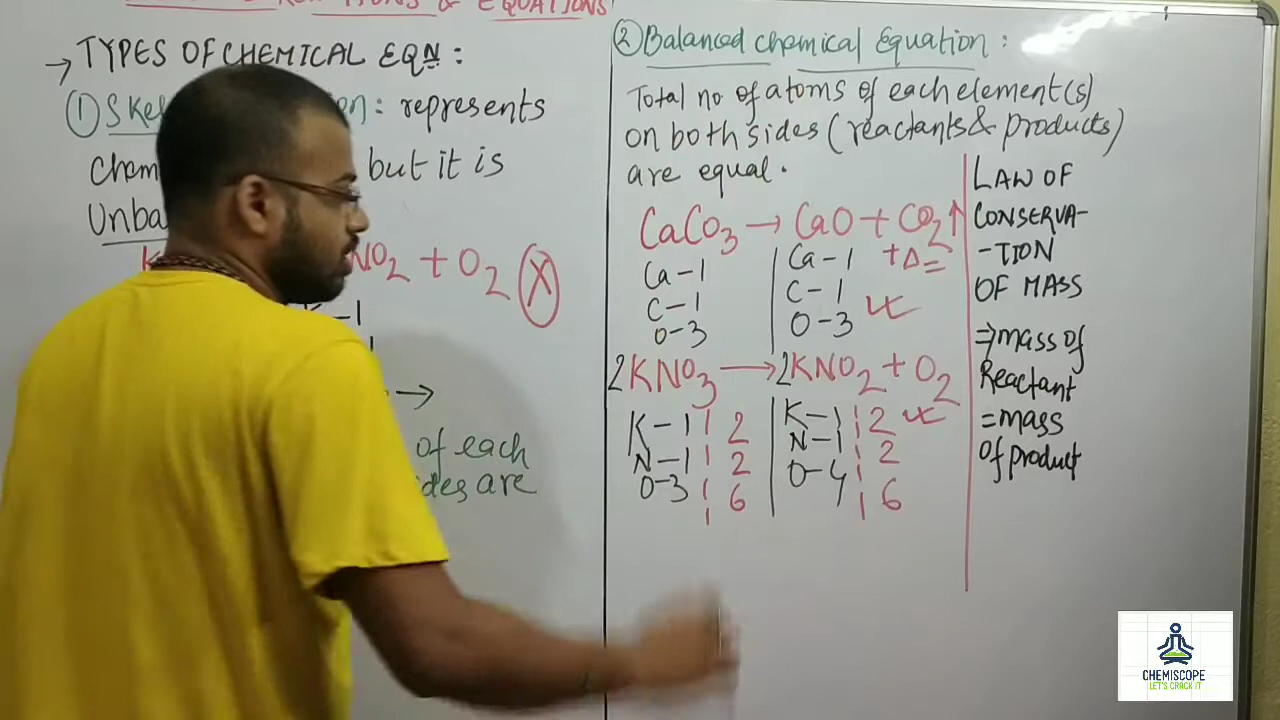 & EQUATIONS
→ TYPES OF CHEMICAL EQN :
① Ske : represents
Chem but it is
Unba
K NO2 + O2 X
K-1
→
of each
ides are
② Balanced chemical Equation :
Total no of atoms of each element(s)
on both sides (reactants & products)
are equal.
CaCO3 → CaO + CO2↑
+Δ
Ca-1 Ca-1
C-1 C-1
O-3 O-3
2KNO3 → 2KNO2 + O2
K-1 2 K-1 2
N-1 2 N-1 2
O-3 6 O-4 6
LAW OF
CONSERVA-
-TION
OF MASS
⇒ mass of
Reactant
= mass
of product
CHEMISCOPE
LET'S CRACK IT